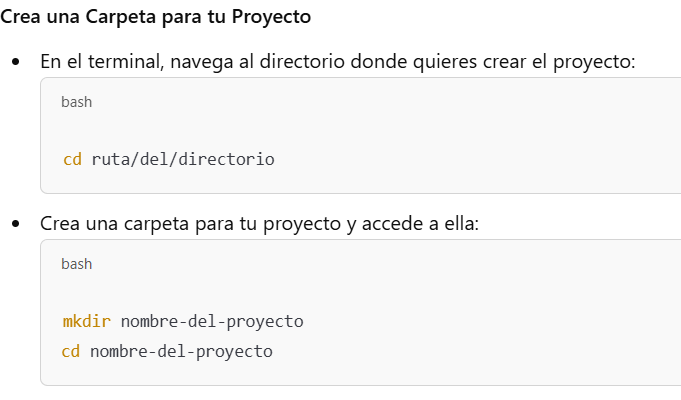 Crea una Carpeta para tu Proyecto
En el terminal, navega al directorio donde quieres crear el proyecto:
bash
cd ruta/del/directorio
Crea una carpeta para tu proyecto y accede a ella:
bash
mkdir nombre-del-proyecto
cd nombre-del-proyecto